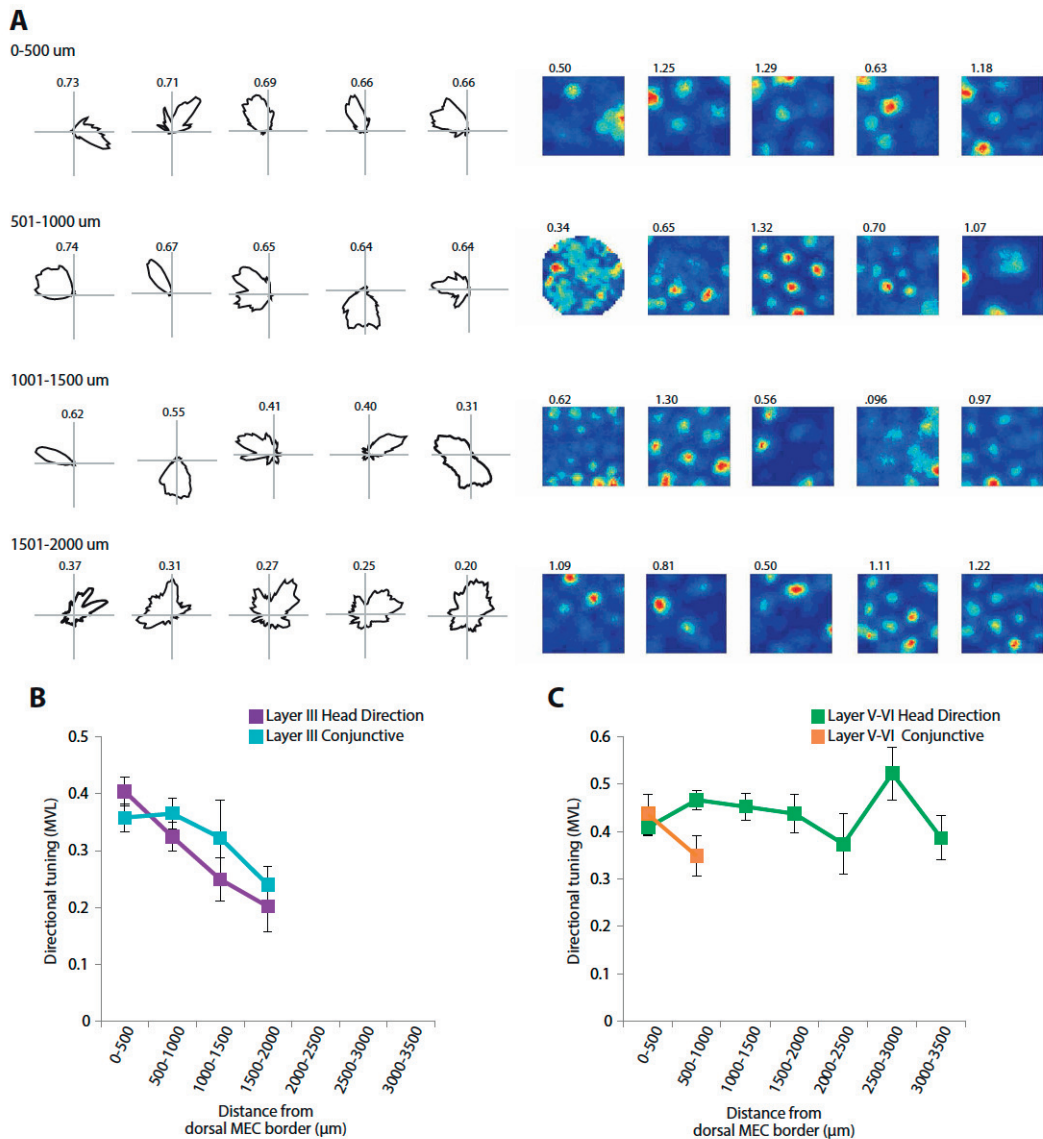 A
0-500 um
0.73 0.71 0.69 0.66 0.66 0.50 1.25 1.29 0.63 1.18
501-1000 um
0.74 0.67 0.65 0.64 0.64 0.34 0.65 1.32 0.70 1.07
1001-1500 um
0.62 0.55 0.41 0.40 0.31 0.62 1.30 0.56 .096 0.97
1501-2000 um
0.37 0.31 0.27 0.25 0.20 1.09 0.81 0.50 1.11 1.22
B
Layer III Head Direction
Layer III Conjunctive
Directional tuning (MVL)
0.5
0.4
0.3
0.2
0.1
0
0-500
500-1000
1000-1500
1500-2000
2000-2500
2500-3000
3000-3500
Distance from
dorsal MEC border (μm)
C
Layer V-VI Head Direction
Layer V-VI Conjunctive
Directional tuning (MVL)
0.6
0.5
0.4
0.3
0.2
0.1
0
0-500
500-1000
1000-1500
1500-2000
2000-2500
2500-3000
3000-3500
Distance from
dorsal MEC border (μm)